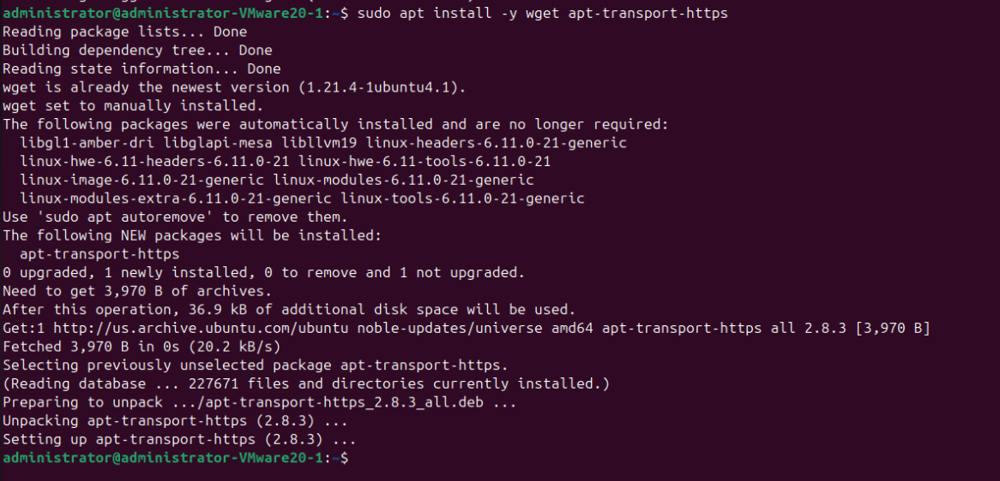 administrator@administrator-VMware20-1:~$ sudo apt install -y wget apt-transport-https
Reading package lists... Done
Building dependency tree... Done
Reading state information... Done
wget is already the newest version (1.21.4-1ubuntu4.1).
wget set to manually installed.
The following packages were automatically installed and are no longer required:
  libgl1-amber-dri libglapi-mesa libllvm19 linux-headers-6.11.0-21-generic
  linux-hwe-6.11-headers-6.11.0-21 linux-hwe-6.11-tools-6.11.0-21
  linux-image-6.11.0-21-generic linux-modules-6.11.0-21-generic
  linux-modules-extra-6.11.0-21-generic linux-tools-6.11.0-21-generic
Use 'sudo apt autoremove' to remove them.
The following NEW packages will be installed:
  apt-transport-https
0 upgraded, 1 newly installed, 0 to remove and 1 not upgraded.
Need to get 3,970 B of archives.
After this operation, 36.9 kB of additional disk space will be used.
Get:1 http://us.archive.ubuntu.com/ubuntu noble-updates/universe amd64 apt-transport-https all 2.8.3 [3,970 B]
Fetched 3,970 B in 0s (20.2 kB/s)
Selecting previously unselected package apt-transport-https.
(Reading database ... 227671 files and directories currently installed.)
Preparing to unpack .../apt-transport-https_2.8.3_all.deb ...
Unpacking apt-transport-https (2.8.3) ...
Setting up apt-transport-https (2.8.3) ...
administrator@administrator-VMware20-1:~$